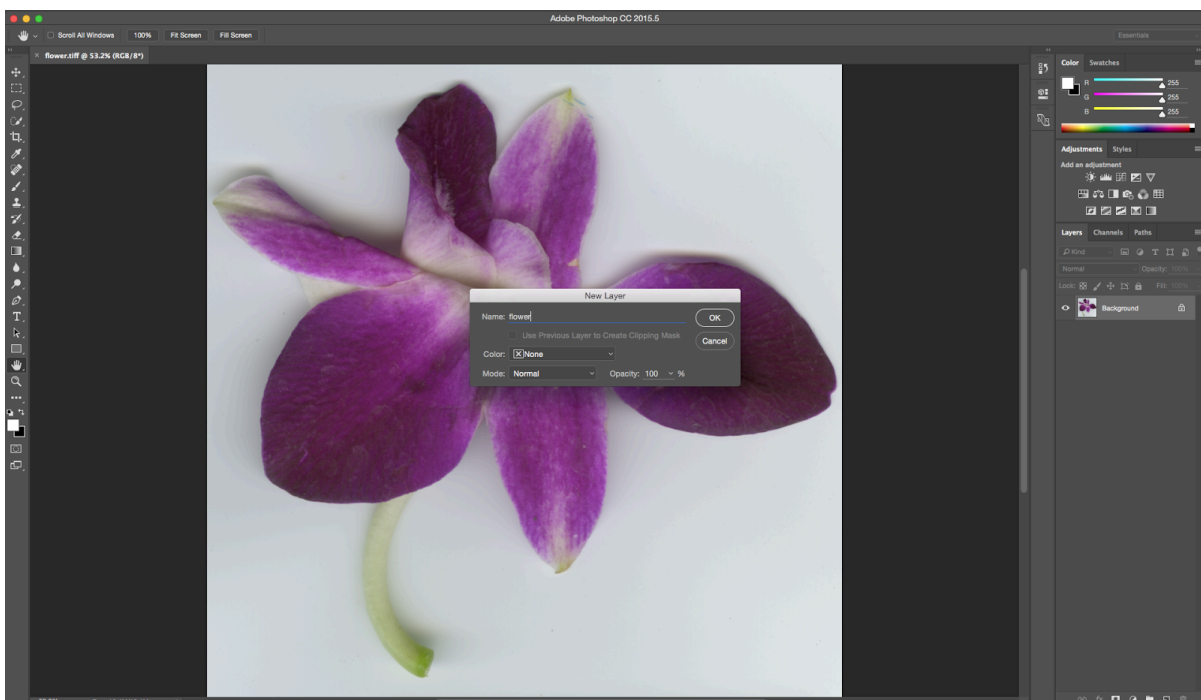 Adobe Photoshop CC 2015.5
Scroll All Windows 100% Fit Screen Fill Screen Essentials
× flower.tiff @ 53.2% (RGB/8*)
Color Swatches
R 255
G 255
B 255
Adjustments Styles
Add an adjustment
Layers Channels Paths
Kind
Normal Opacity: 100%
Lock: Fill: 100%
Background
New Layer
Name: flower OK
Use Previous Layer to Create Clipping Mask
Cancel
Color: None
Mode: Normal Opacity: 100 %